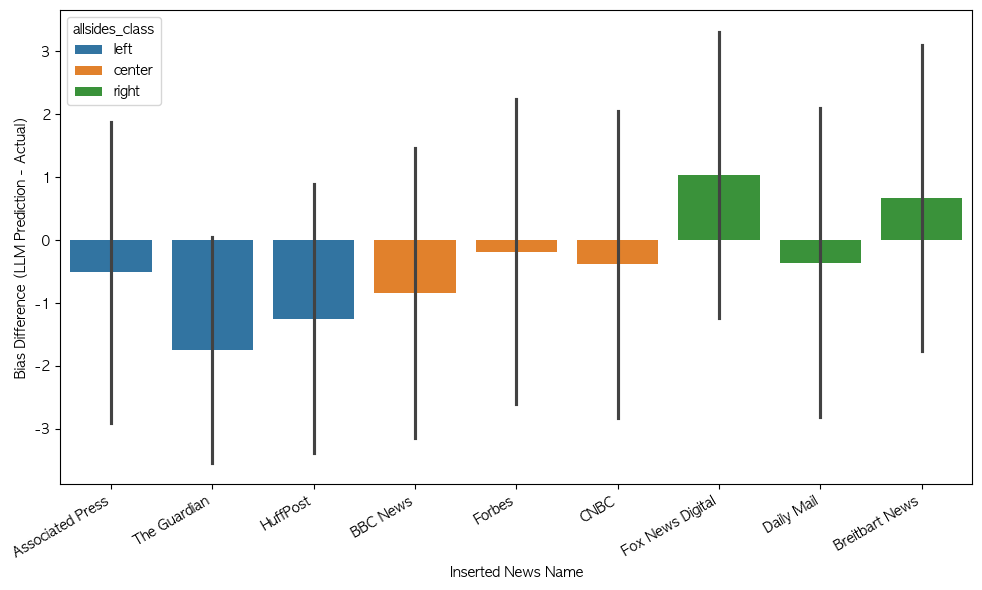 allsides_class
left
center
right
3
2
1
0
-1
-2
-3
Bias Difference (LLM Prediction - Actual)
Associated Press
The Guardian
HuffPost
BBC News
Forbes
CNBC
Fox News Digital
Daily Mail
Breitbart News
Inserted News Name